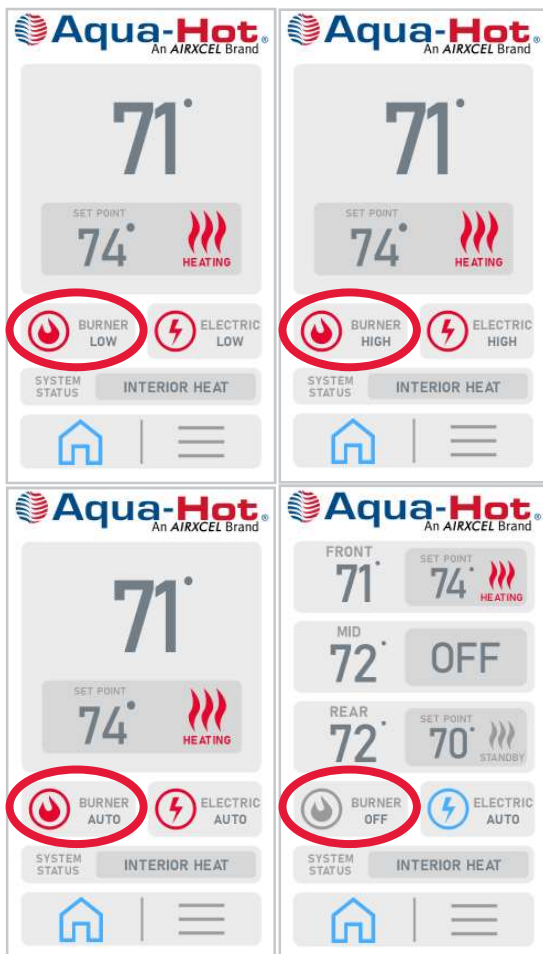 Aqua-Hot®
An AIRXCEL Brand
71°
SET POINT
74°
HEATING
BURNER
LOW
ELECTRIC
LOW
SYSTEM
STATUS
INTERIOR HEAT
Aqua-Hot®
An AIRXCEL Brand
71°
SET POINT
74°
HEATING
BURNER
HIGH
ELECTRIC
HIGH
SYSTEM
STATUS
INTERIOR HEAT
Aqua-Hot®
An AIRXCEL Brand
71°
SET POINT
74°
HEATING
BURNER
AUTO
ELECTRIC
AUTO
SYSTEM
STATUS
INTERIOR HEAT
Aqua-Hot®
An AIRXCEL Brand
FRONT
71°
SET POINT
74°
HEATING
MID
72°
OFF
REAR
72°
SET POINT
70°
STANDBY
BURNER
OFF
ELECTRIC
AUTO
SYSTEM
STATUS
INTERIOR HEAT